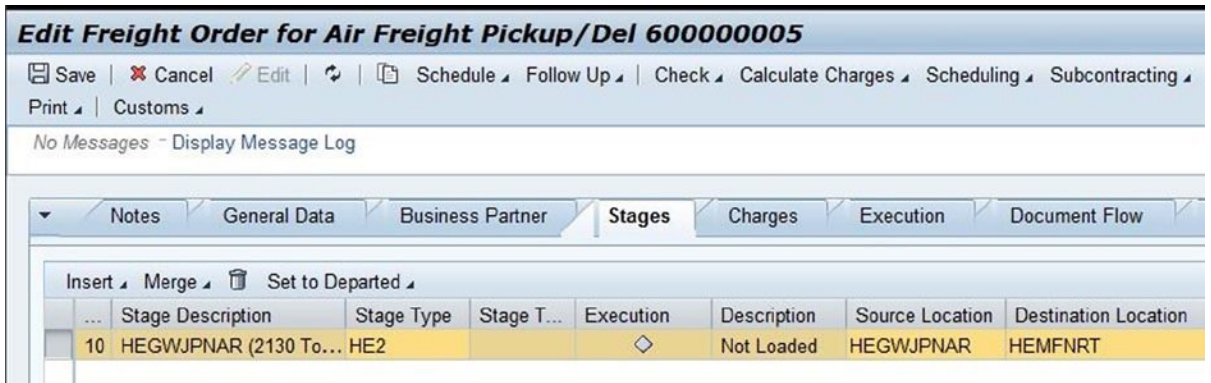 Edit Freight Order for Air Freight Pickup/Del 600000005
Save | Cancel Edit | | Schedule Follow Up | Check Calculate Charges Scheduling Subcontracting
Print | Customs
No Messages - Display Message Log
Notes General Data Business Partner Stages Charges Execution Document Flow
Insert Merge Set to Departed
... Stage Description Stage Type Stage T... Execution Description Source Location Destination Location
10 HEGWJPNAR (2130 To... HE2 Not Loaded HEGWJPNAR HEMFNRT